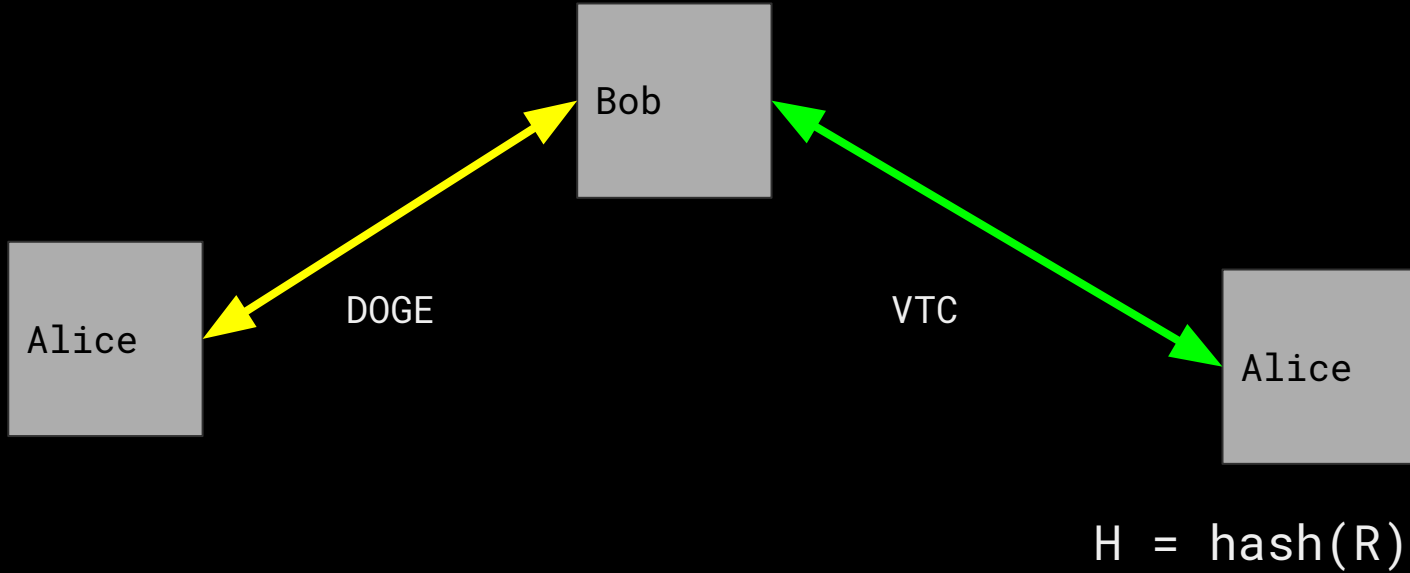 Bob
DOGE
VTC
Alice
Alice
H = hash(R)